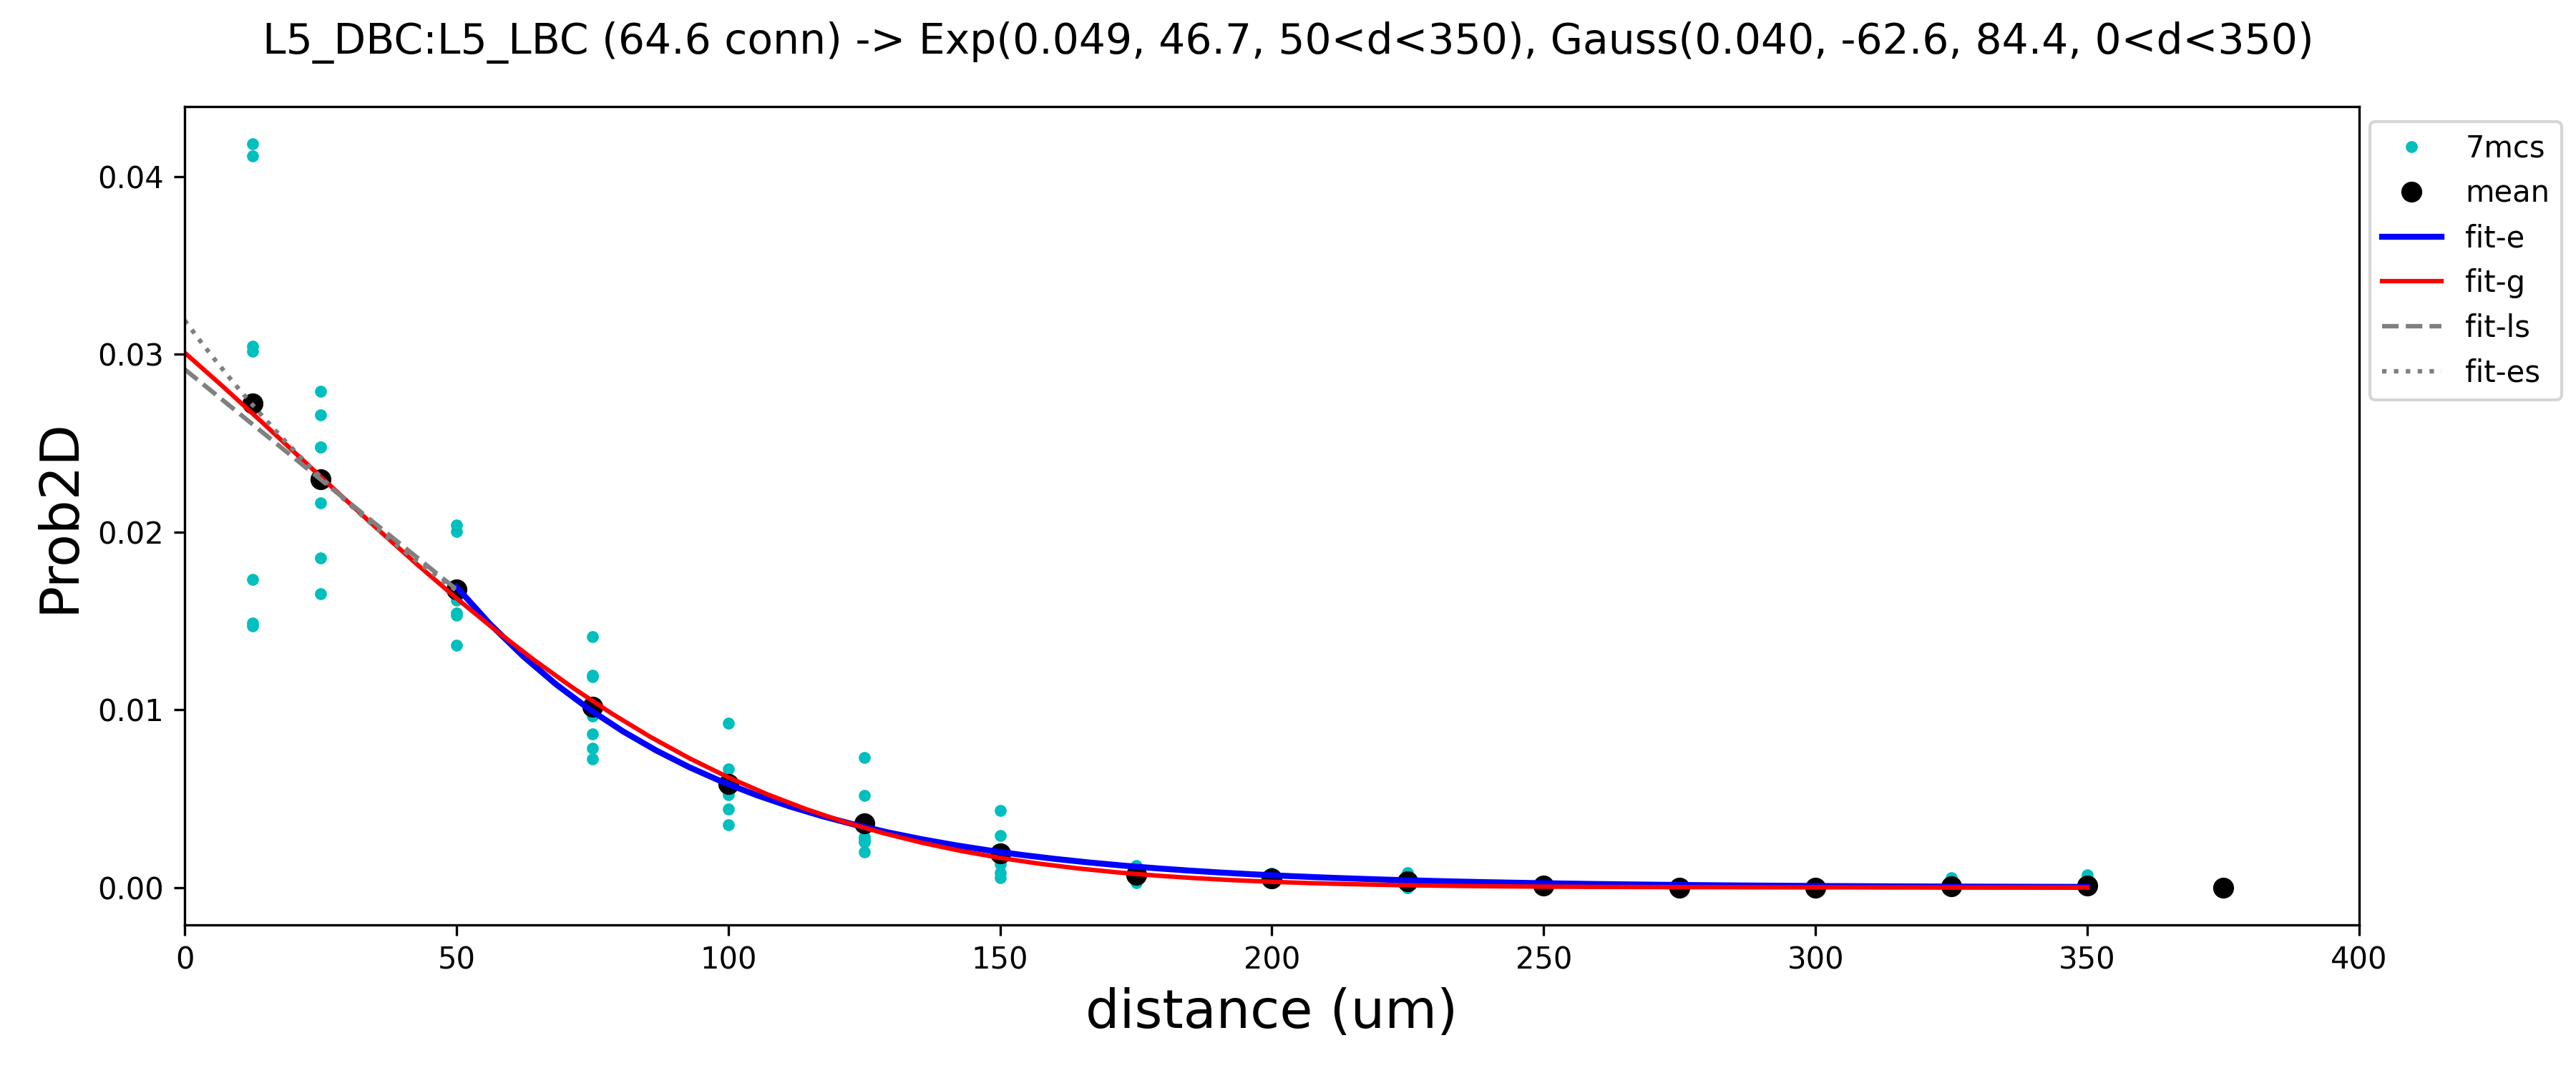 L5_DBC:L5_LBC (64.6 conn) -> Exp(0.049, 46.7, 50<d<350), Gauss(0.040, -62.6, 84.4, 0<d<350)
7mcs
mean
fit-e
fit-g
fit-ls
fit-es
Prob2D
0.04
0.03
0.02
0.01
0.00
0 50 100 150 200 250 300 350 400
distance (um)